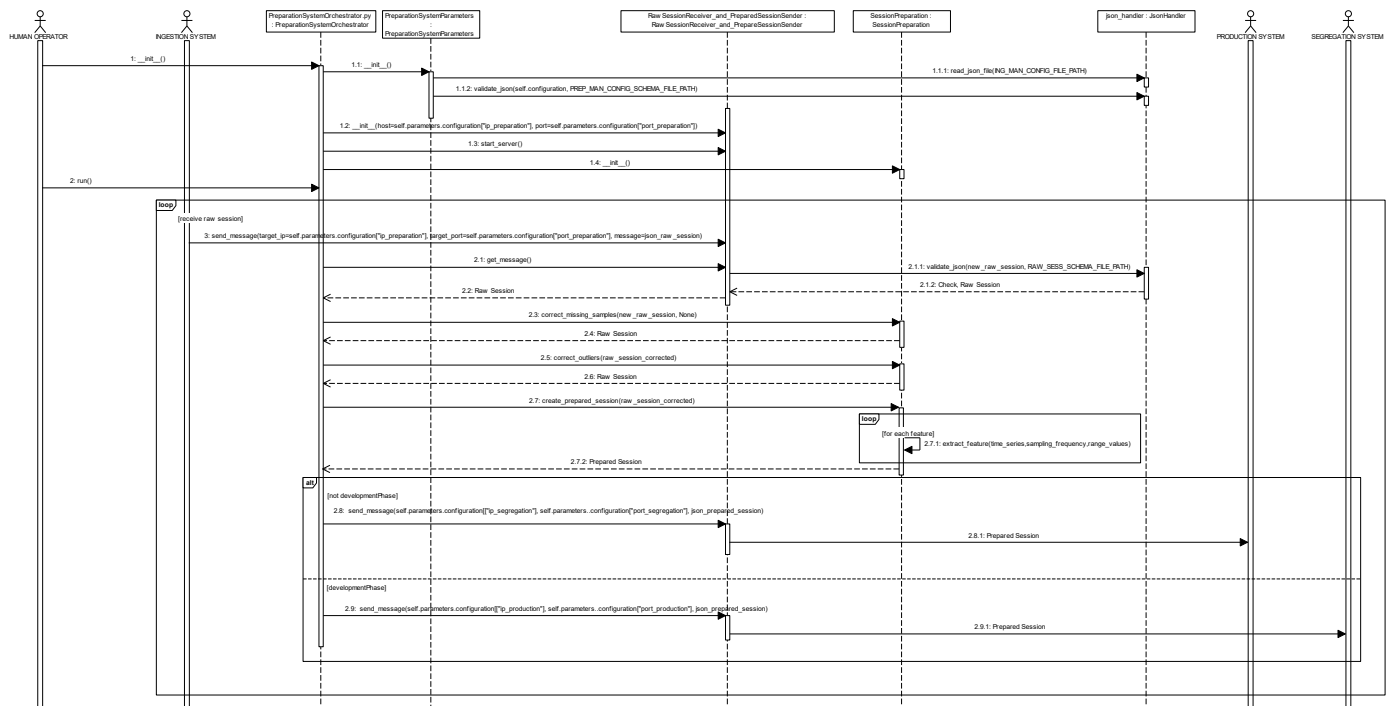 PreparationSystemOrchestrator.py
: PreparationSystemOrchestrator
PreparationSystemParameters
:
PreparationSystemParameters
Raw SessionReceiver_and_PreparedSessionSender :
Raw SessionReceiver_and_PrepareSessionSender
SessionPreparation :
SessionPreparation
json_handler : JsonHandler
HUMAN OPERATOR
INGESTION SYSTEM
PRODUCTION SYSTEM
SEGREGATION SYSTEM
1: __init__()
1.1: __init__()
1.1.1: read_json_file(ING_MAN_CONFIG_FILE_PATH)
1.1.2: validate_json(self.configuration, PREP_MAN_CONFIG_SCHEMA_FILE_PATH)
1.2: __init__(host=self.parameters.configuration["ip_preparation"], port=self.parameters.configuration["port_preparation"])
1.3: start_server()
1.4: __init__()
2: run()
loop
[receive raw session]
3: send_message(target_ip=self.parameters.configuration["ip_preparation"], target_port=self.parameters.configuration["port_preparation"], message=json_raw_session)
2.1: get_message()
2.1.1: validate_json(new_raw_session, RAW_SESS_SCHEMA_FILE_PATH)
2.1.2: Check, Raw Session
2.2: Raw Session
2.3: correct_missing_samples(new_raw_session, None)
2.4: Raw Session
2.5: correct_outliers(raw_session_corrected)
2.6: Raw Session
2.7: create_prepared_session(raw_session_corrected)
loop
[for each feature]
2.7.1: extract_feature(time_series,sampling_frequency,range_values)
2.7.2: Prepared Session
alt
[not developmentPhase]
2.8: send_message(self.parameters.configuration[["ip_segregation"], self.parameters..configuration["port_segregation"], json_prepared_session)
2.8.1: Prepared Session
[developmentPhase]
2.9: send_message(self.parameters.configuration[["ip_production"], self.parameters..configuration["port_production"], json_prepared_session)
2.9.1: Prepared Session